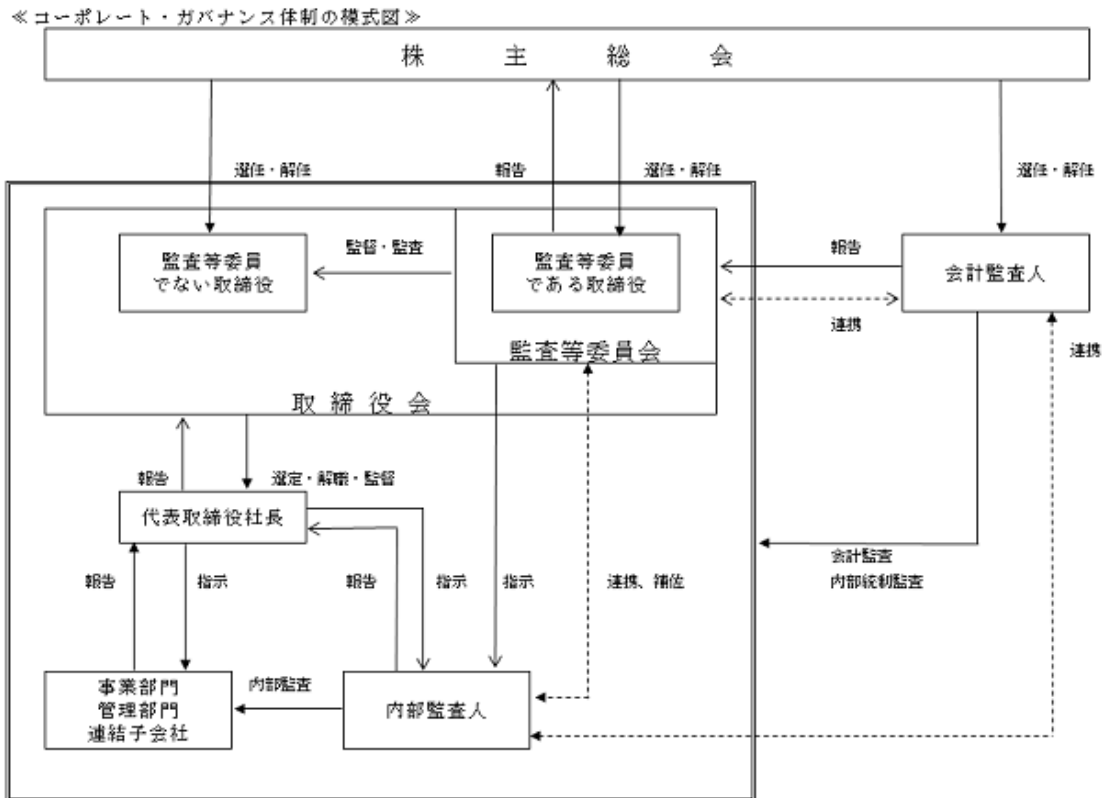 ≪コーポレート・ガバナンス体制の模式図≫
株主総会
選任・解任
報告
選任・解任
選任・解任
監査等委員
でない取締役
監督・監査
監査等委員
である取締役
報告
会計監査人
連携
連携
監査等委員会
取締役会
報告
選定・解職・監督
代表取締役社長
会計監査
内部統制監査
報告
指示
報告
指示
指示
連携、補佐
事業部門
管理部門
連結子会社
内部監査
内部監査人